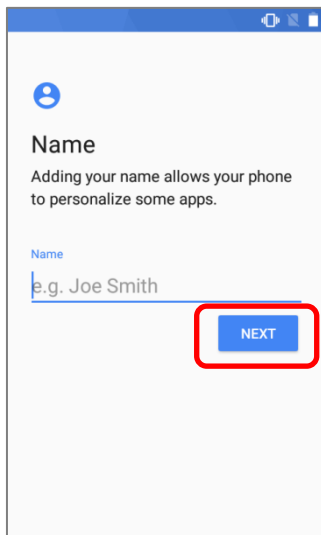 Name
Adding your name allows your phone
to personalize some apps.
Name
e.g. Joe Smith
NEXT